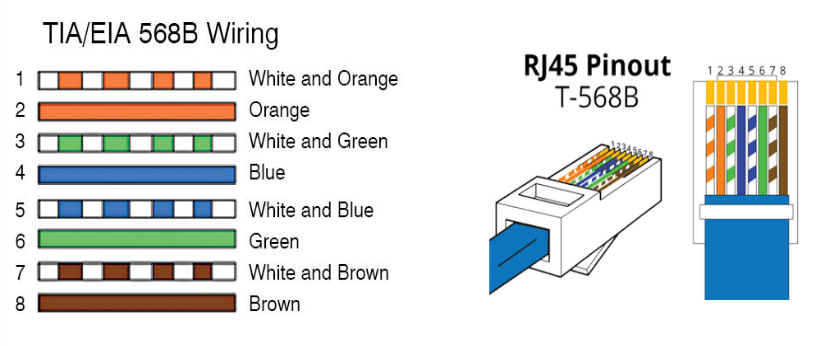 TIA/EIA 568B Wiring
1 White and Orange
2 Orange
3 White and Green
4 Blue
5 White and Blue
6 Green
7 White and Brown
8 Brown
RJ45 Pinout
T-568B
12345678
1 2 3 4 5 6 7 8